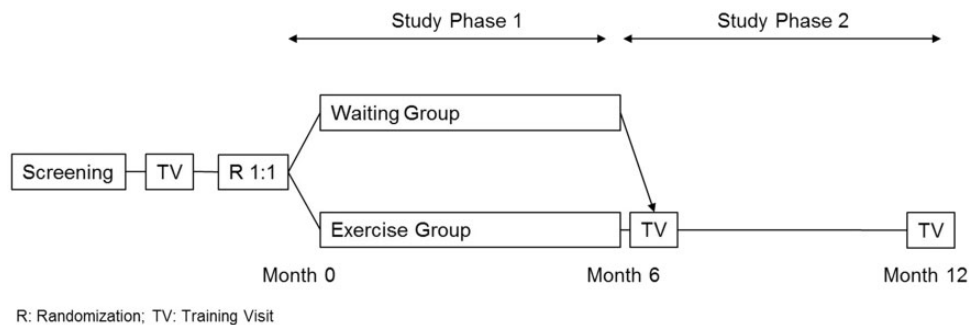 Study Phase 1
Study Phase 2
Waiting Group
Screening
TV
R 1:1
Exercise Group
TV
TV
Month 0
Month 6
Month 12
R: Randomization; TV: Training Visit